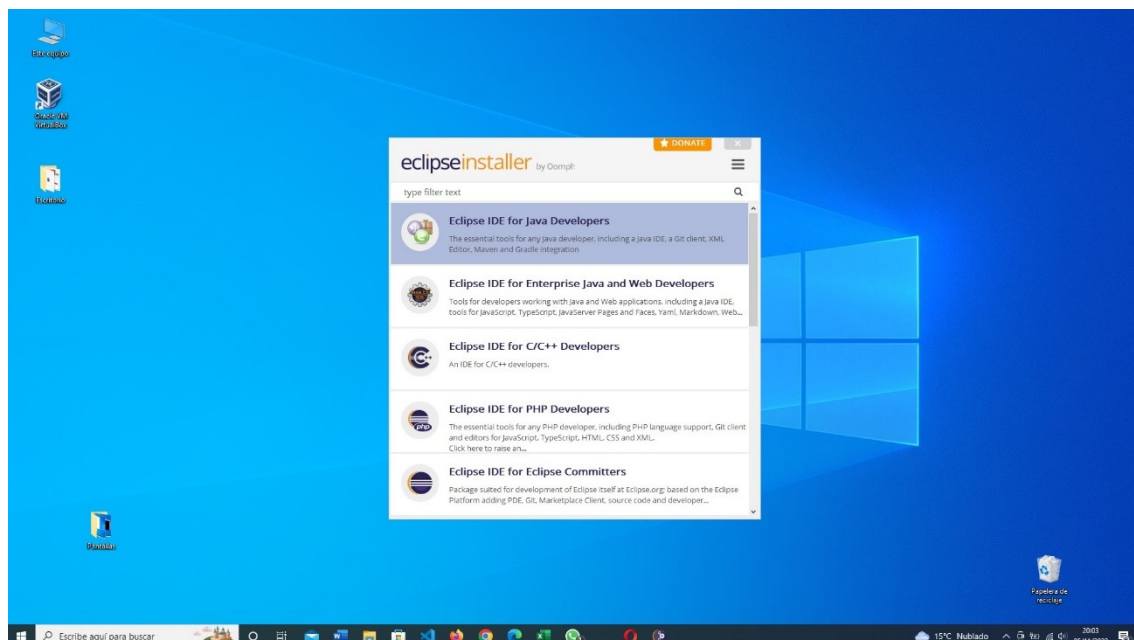 Este equipo
Oracle VM
VirtualBox
Escritorio
Pantallas
Papelera de
reciclaje
DONATE
eclipseinstaller by Oomph
type filter text
Eclipse IDE for Java Developers
The essential tools for any Java developer, including a Java IDE, a Git client, XML
Editor, Maven and Gradle integration
Eclipse IDE for Enterprise Java and Web Developers
Tools for developers working with Java and Web applications, including a Java IDE,
tools for JavaScript, TypeScript, JavaServer Pages and Faces, Yaml, Markdown, Web...
Eclipse IDE for C/C++ Developers
An IDE for C/C++ developers.
Eclipse IDE for PHP Developers
php
The essential tools for any PHP developer, including PHP language support, Git client
and editors for JavaScript, TypeScript, HTML, CSS and XML.
Click here to raise an...
Eclipse IDE for Eclipse Committers
Package suited for development of Eclipse itself at Eclipse.org; based on the Eclipse
Platform adding PDE, Git, Marketplace Client, source code and developer...
Escribe aquí para buscar
15°C Nublado
20:03